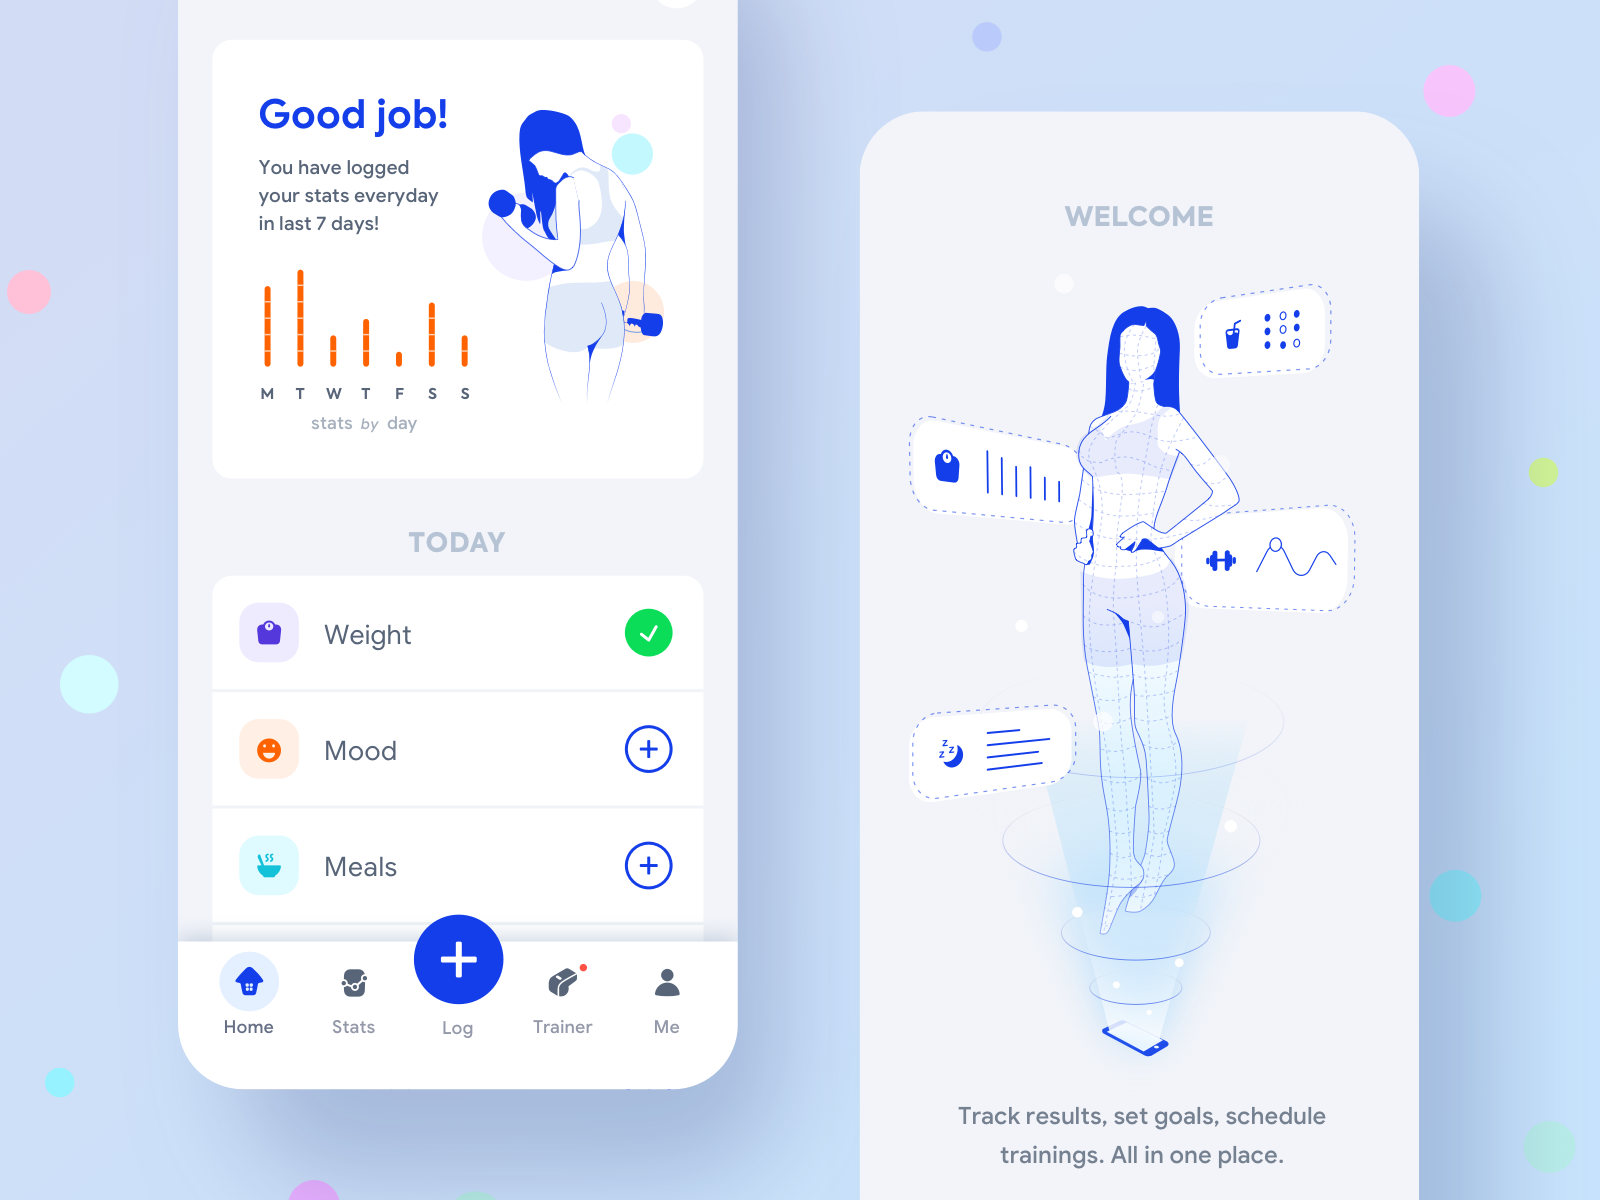 Good job!
You have logged
your stats everyday
in last 7 days!
M T W T F S S
stats by day
TODAY
Weight
Mood
Meals
Home
Stats
Log
Trainer
Me
WELCOME
z
z z
Track results, set goals, schedule
trainings. All in one place.